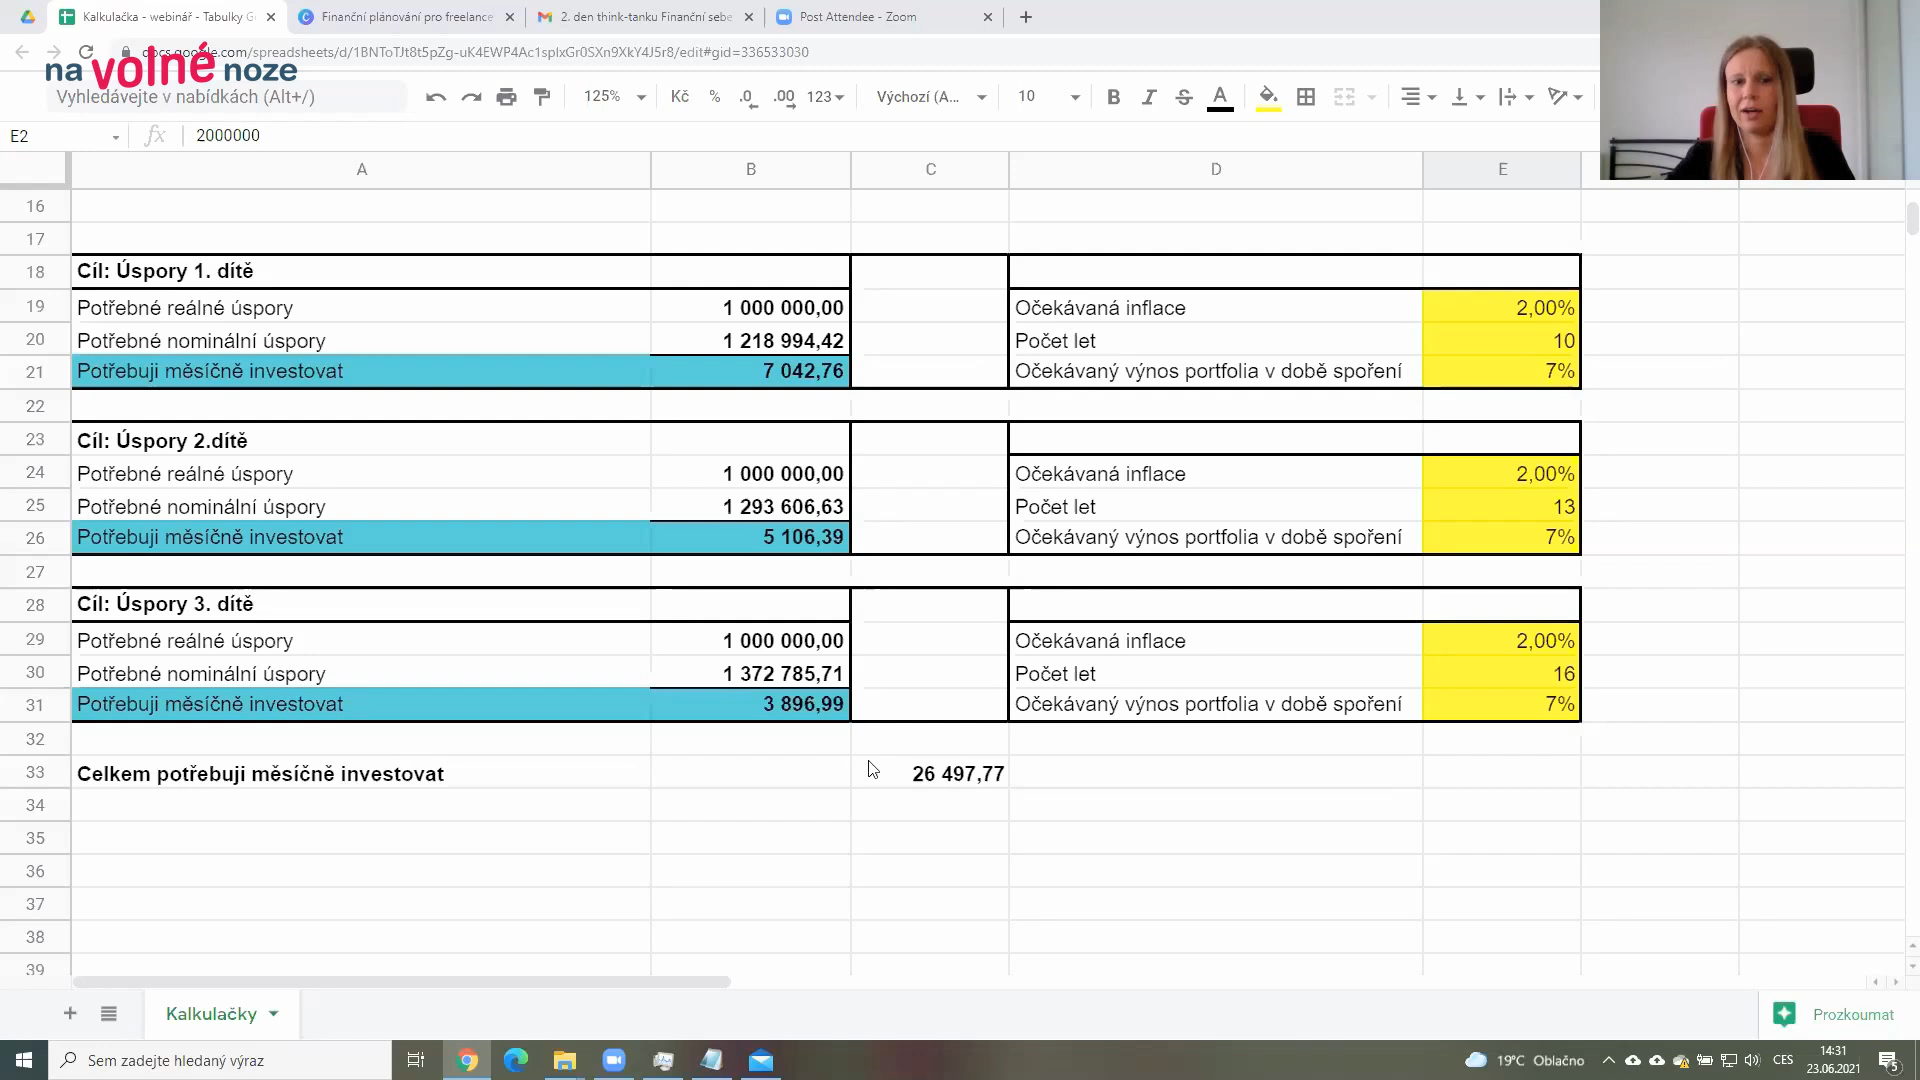 Kalkulačka - webinář - Tabulky G
Finanční plánování pro freelance
2. den think-tanku Finanční sebe
Post Attendee - Zoom
docs.google.com/spreadsheets/d/1BNToTJt8t5pZg-uK4EWP4Ac1splxGr0SXn9XkY4J5r8/edit#gid=336533030
na volné noze
Vyhledávejte v nabídkách (Alt+/)
125% Kč % .0 .00 123 Výchozí (A... 10 B I S A
E2 fx 2000000
A B C D E
16
17
18 Cíl: Úspory 1. dítě
19 Potřebné reálné úspory 1 000 000,00 Očekávaná inflace 2,00%
20 Potřebné nominální úspory 1 218 994,42 Počet let 10
21 Potřebuji měsíčně investovat 7 042,76 Očekávaný výnos portfolia v době spoření 7%
22
23 Cíl: Úspory 2.dítě
24 Potřebné reálné úspory 1 000 000,00 Očekávaná inflace 2,00%
25 Potřebné nominální úspory 1 293 606,63 Počet let 13
26 Potřebuji měsíčně investovat 5 106,39 Očekávaný výnos portfolia v době spoření 7%
27
28 Cíl: Úspory 3. dítě
29 Potřebné reálné úspory 1 000 000,00 Očekávaná inflace 2,00%
30 Potřebné nominální úspory 1 372 785,71 Počet let 16
31 Potřebuji měsíčně investovat 3 896,99 Očekávaný výnos portfolia v době spoření 7%
32
33 Celkem potřebuji měsíčně investovat 26 497,77
34
35
36
37
38
39
Kalkulačky
Prozkoumat
Sem zadejte hledaný výraz
19°C Oblačno
CES
14:31
23.06.2021
5